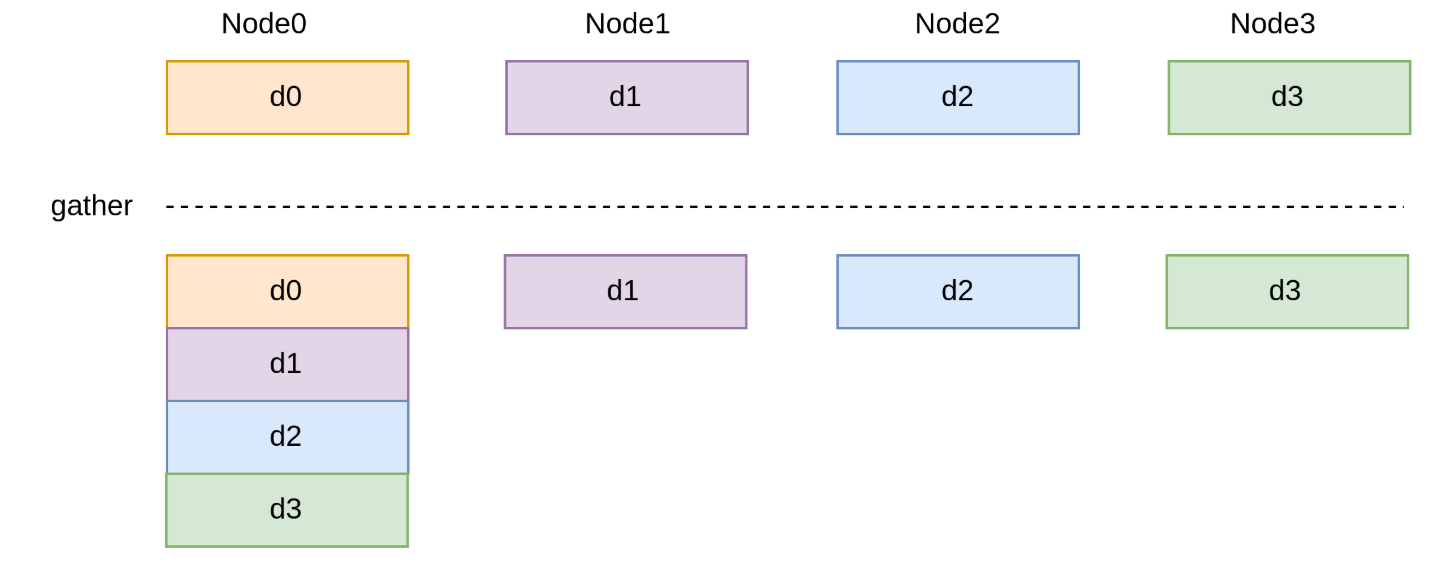 Node0 Node1 Node2 Node3
d0 d1 d2 d3
gather
d0 d1 d2 d3
d1
d2
d3